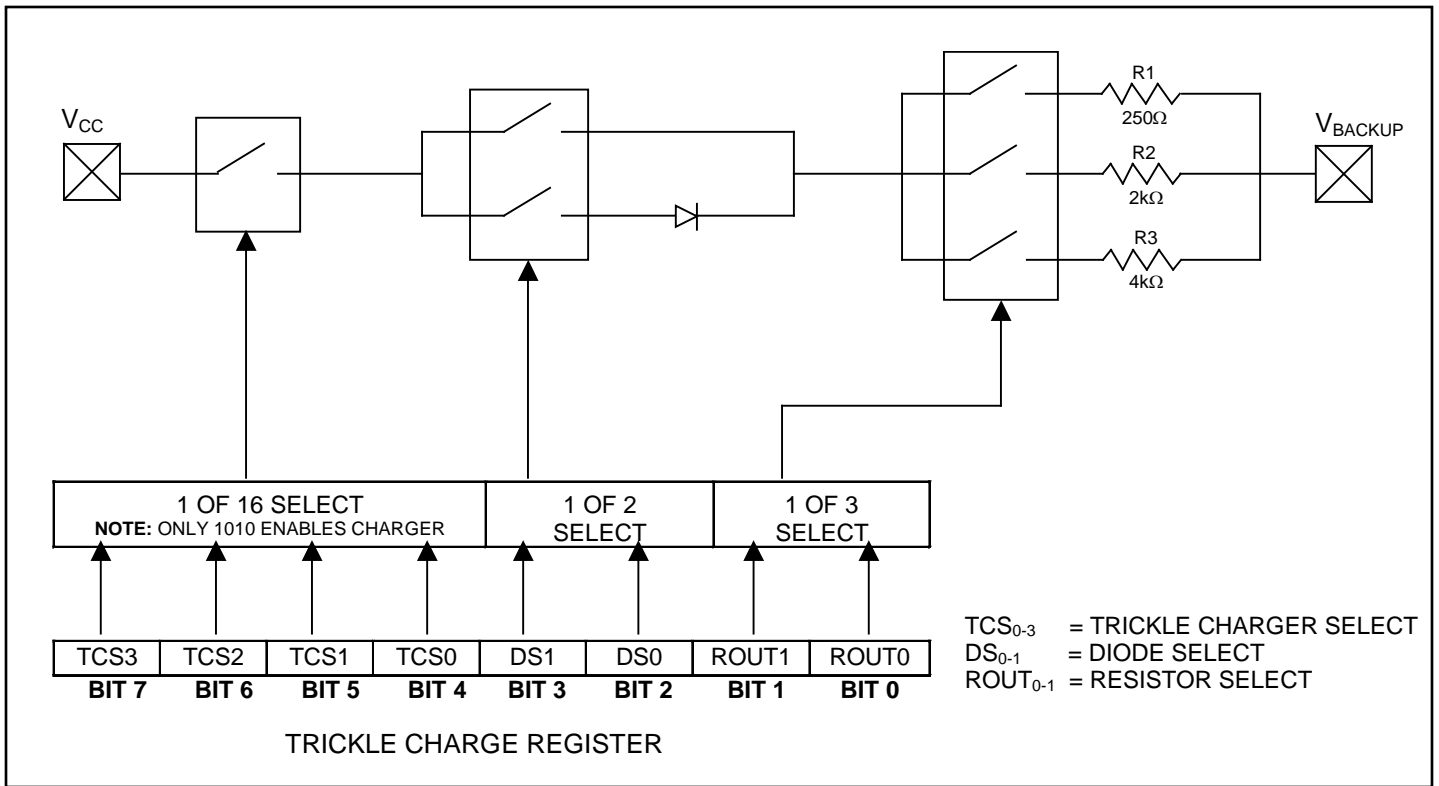 V_CC
R1
250Ω
R2
2kΩ
R3
4kΩ
V_BACKUP
1 OF 16 SELECT
NOTE: ONLY 1010 ENABLES CHARGER
1 OF 2
SELECT
1 OF 3
SELECT
TCS3 TCS2 TCS1 TCS0 DS1 DS0 ROUT1 ROUT0
BIT 7 BIT 6 BIT 5 BIT 4 BIT 3 BIT 2 BIT 1 BIT 0
TCS0-3 = TRICKLE CHARGER SELECT
DS0-1 = DIODE SELECT
ROUT0-1 = RESISTOR SELECT
TRICKLE CHARGE REGISTER